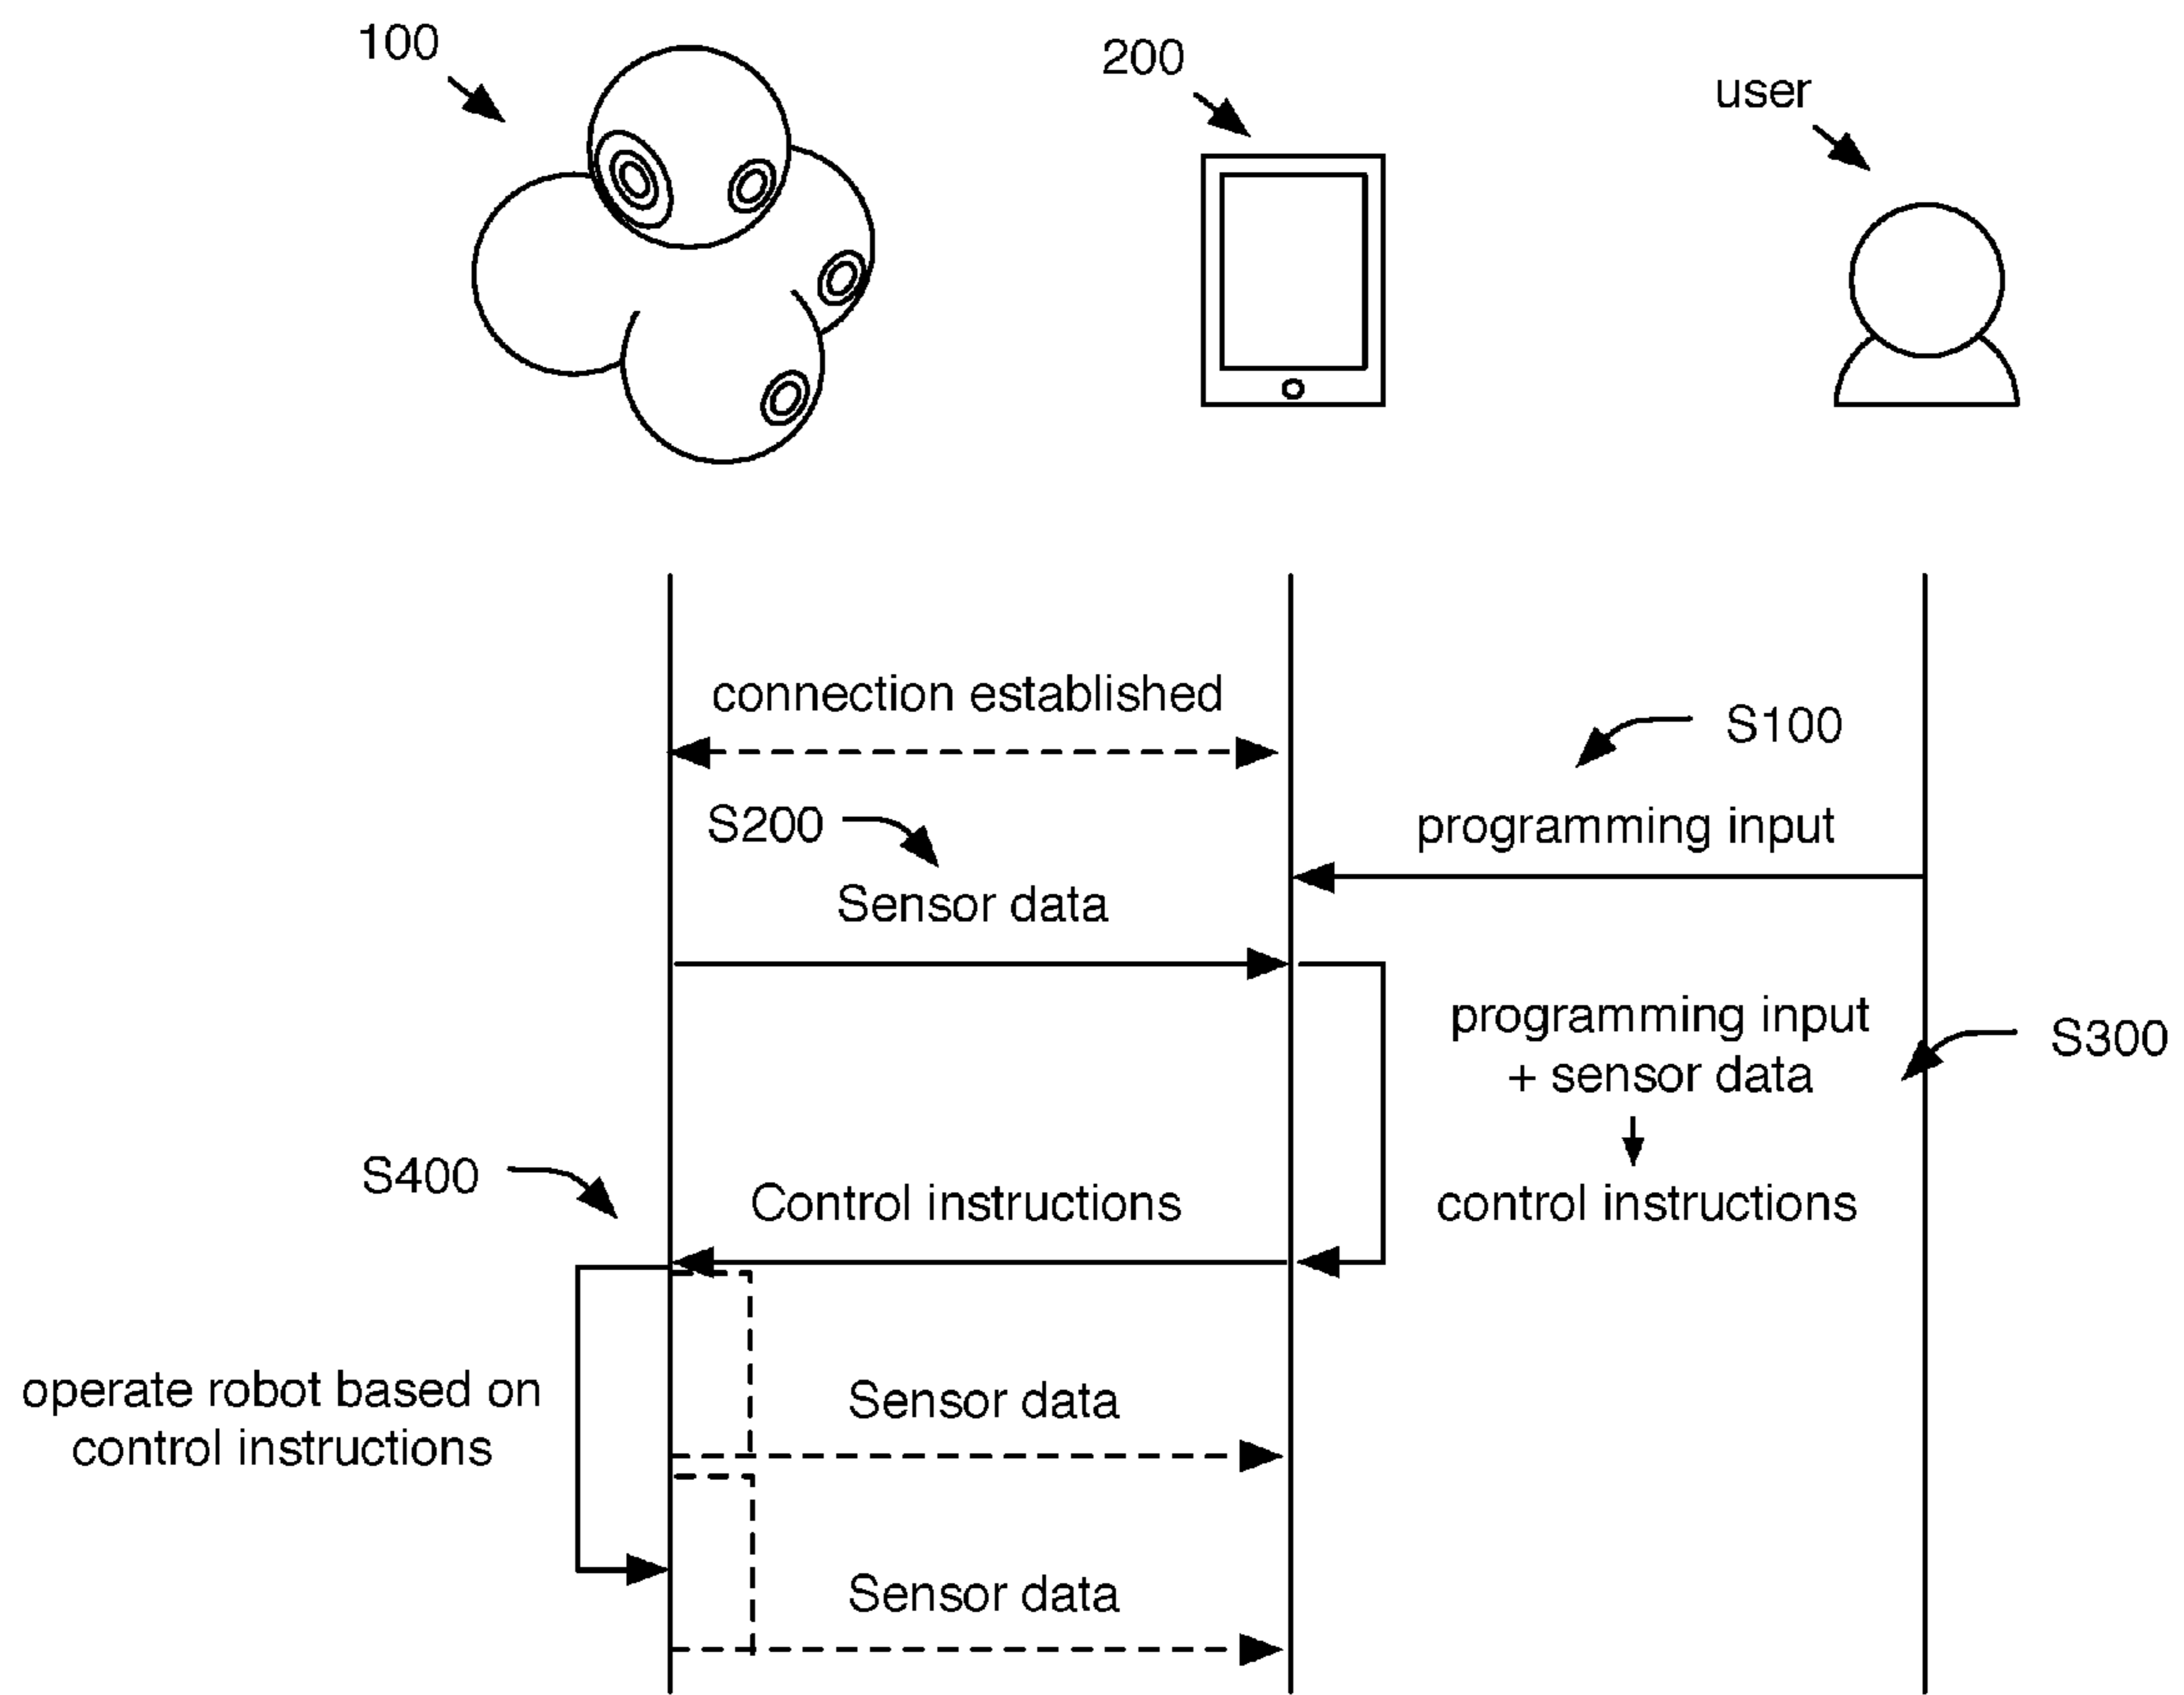 100
200
user
connection established
S100
S200
programming input
Sensor data
programming input
+ sensor data
S300
S400
Control instructions
control instructions
operate robot based on
control instructions
Sensor data
Sensor data